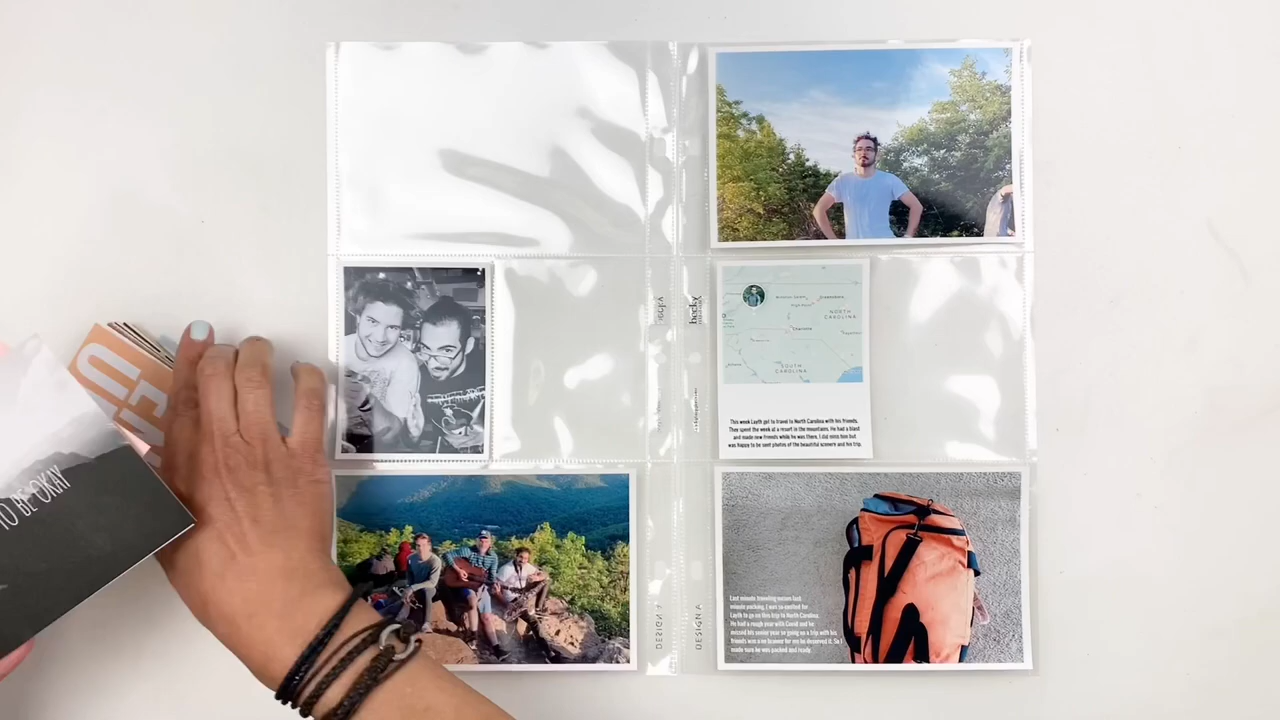 TO BE OKAY
becky
DESIGN A
DESIGN A
NORTH
CAROLINA
Charlotte
SOUTH
CAROLINA
This week Layth got to travel to North Carolina with his friends.
They spent the week at a resort in the mountains. He had a blast
and made new friends while he was there. I did miss him but
was happy to be sent photos of the beautiful scenery and his trip.
Last minute traveling means last
minute packing. I was so excited for
Layth to go on this trip to North Carolina.
He had a rough year with Covid and he
missed his senior year so going on a trip with his
friends was a no brainer for me he deserved it. So I
made sure he was packed and ready.